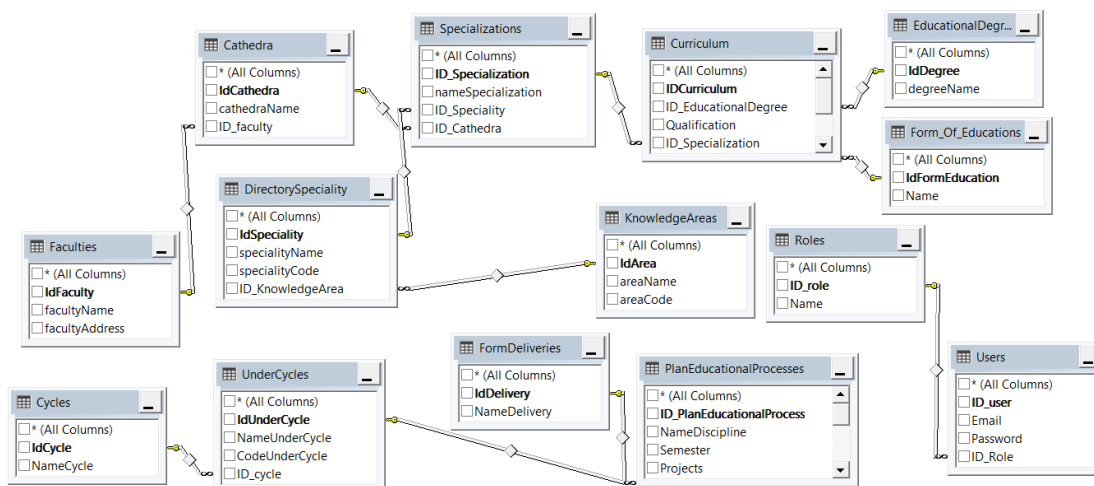 Cathedra
* (All Columns)
IdCathedra
cathedraName
ID_faculty
Specializations
* (All Columns)
ID_Specialization
nameSpecialization
ID_Speciality
ID_Cathedra
Curriculum
* (All Columns)
IDCurriculum
ID_EducationalDegree
Qualification
ID_Specialization
EducationalDegr...
* (All Columns)
IdDegree
degreeName
Form_Of_Educations
* (All Columns)
IdFormEducation
Name
DirectorySpeciality
* (All Columns)
IdSpeciality
specialityName
specialityCode
ID_KnowledgeArea
KnowledgeAreas
* (All Columns)
IdArea
areaName
areaCode
Roles
* (All Columns)
ID_role
Name
Faculties
* (All Columns)
IdFaculty
facultyName
facultyAddress
Cycles
* (All Columns)
IdCycle
NameCycle
UnderCycles
* (All Columns)
IdUnderCycle
NameUnderCycle
CodeUnderCycle
ID_cycle
FormDeliveries
* (All Columns)
IdDelivery
NameDelivery
PlanEducationalProcesses
* (All Columns)
ID_PlanEducationalProcess
NameDiscipline
Semester
Projects
Users
* (All Columns)
ID_user
Email
Password
ID_Role